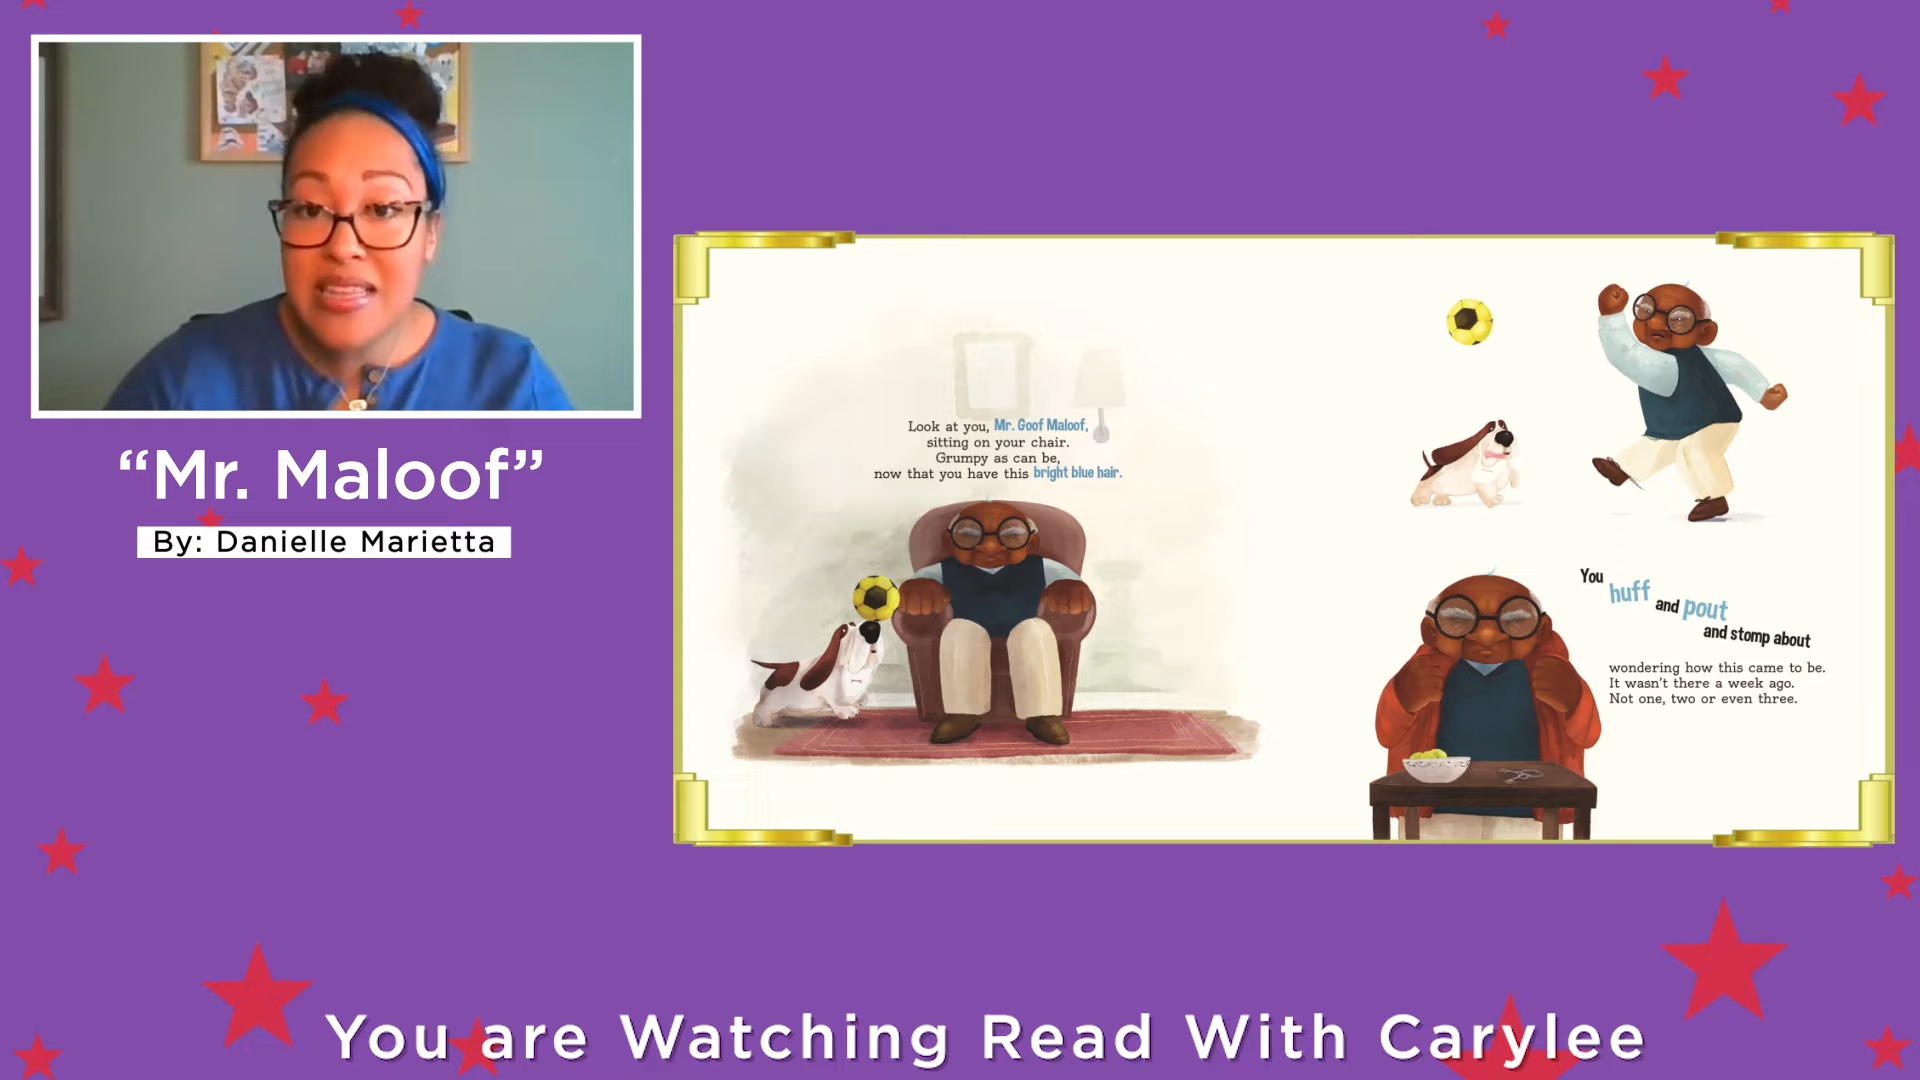 “Mr. Maloof”
By: Danielle Marietta
Look at you, Mr. Goof Maloof,
sitting on your chair.
Grumpy as can be,
now that you have this bright blue hair.
You huff and pout
and stomp about
wondering how this came to be.
It wasn't there a week ago.
Not one, two or even three.
You are Watching Read With Carylee